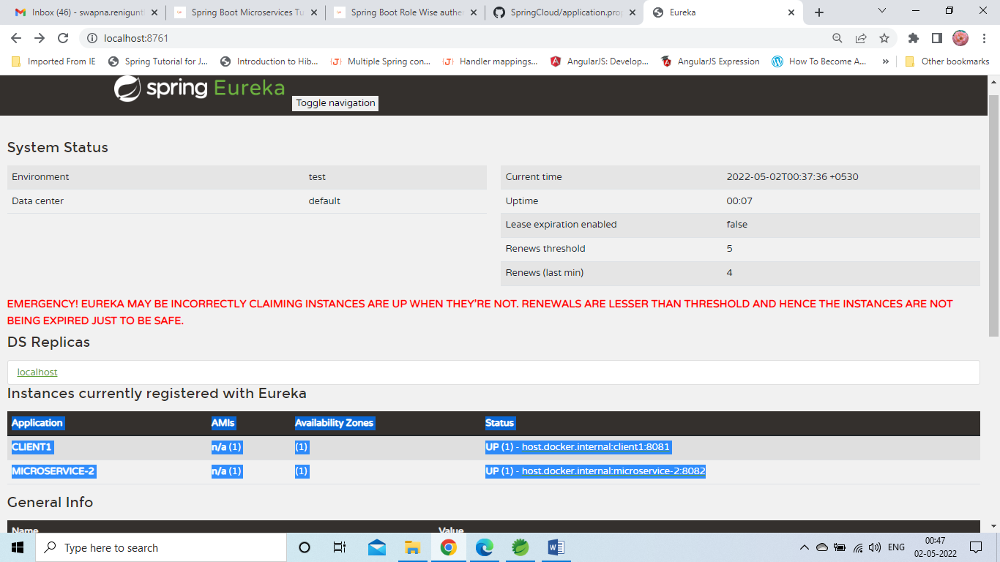 Inbox (46) - swapna.renigunt
Spring Boot Microservices Tu
Spring Boot Role Wise authen
SpringCloud/application.prop
Eureka
localhost:8761
Imported From IE
Spring Tutorial for J...
Introduction to Hib...
Multiple Spring con...
Handler mappings...
AngularJS: Develop...
AngularJS Expression
How To Become A...
»
Other bookmarks
spring Eureka
Toggle navigation
System Status
Environment test
Data center default
Current time 2022-05-02T00:37:36 +0530
Uptime 00:07
Lease expiration enabled false
Renews threshold 5
Renews (last min) 4
EMERGENCY! EUREKA MAY BE INCORRECTLY CLAIMING INSTANCES ARE UP WHEN THEY'RE NOT. RENEWALS ARE LESSER THAN THRESHOLD AND HENCE THE INSTANCES ARE NOT
BEING EXPIRED JUST TO BE SAFE.
DS Replicas
localhost
Instances currently registered with Eureka
Application AMIs Availability Zones Status
CLIENT1 n/a (1) (1) UP (1) - host.docker.internal:client1:8081
MICROSERVICE-2 n/a (1) (1) UP (1) - host.docker.internal:microservice-2:8082
General Info
Name Value
Type here to search
ENG
00:47
02-05-2022